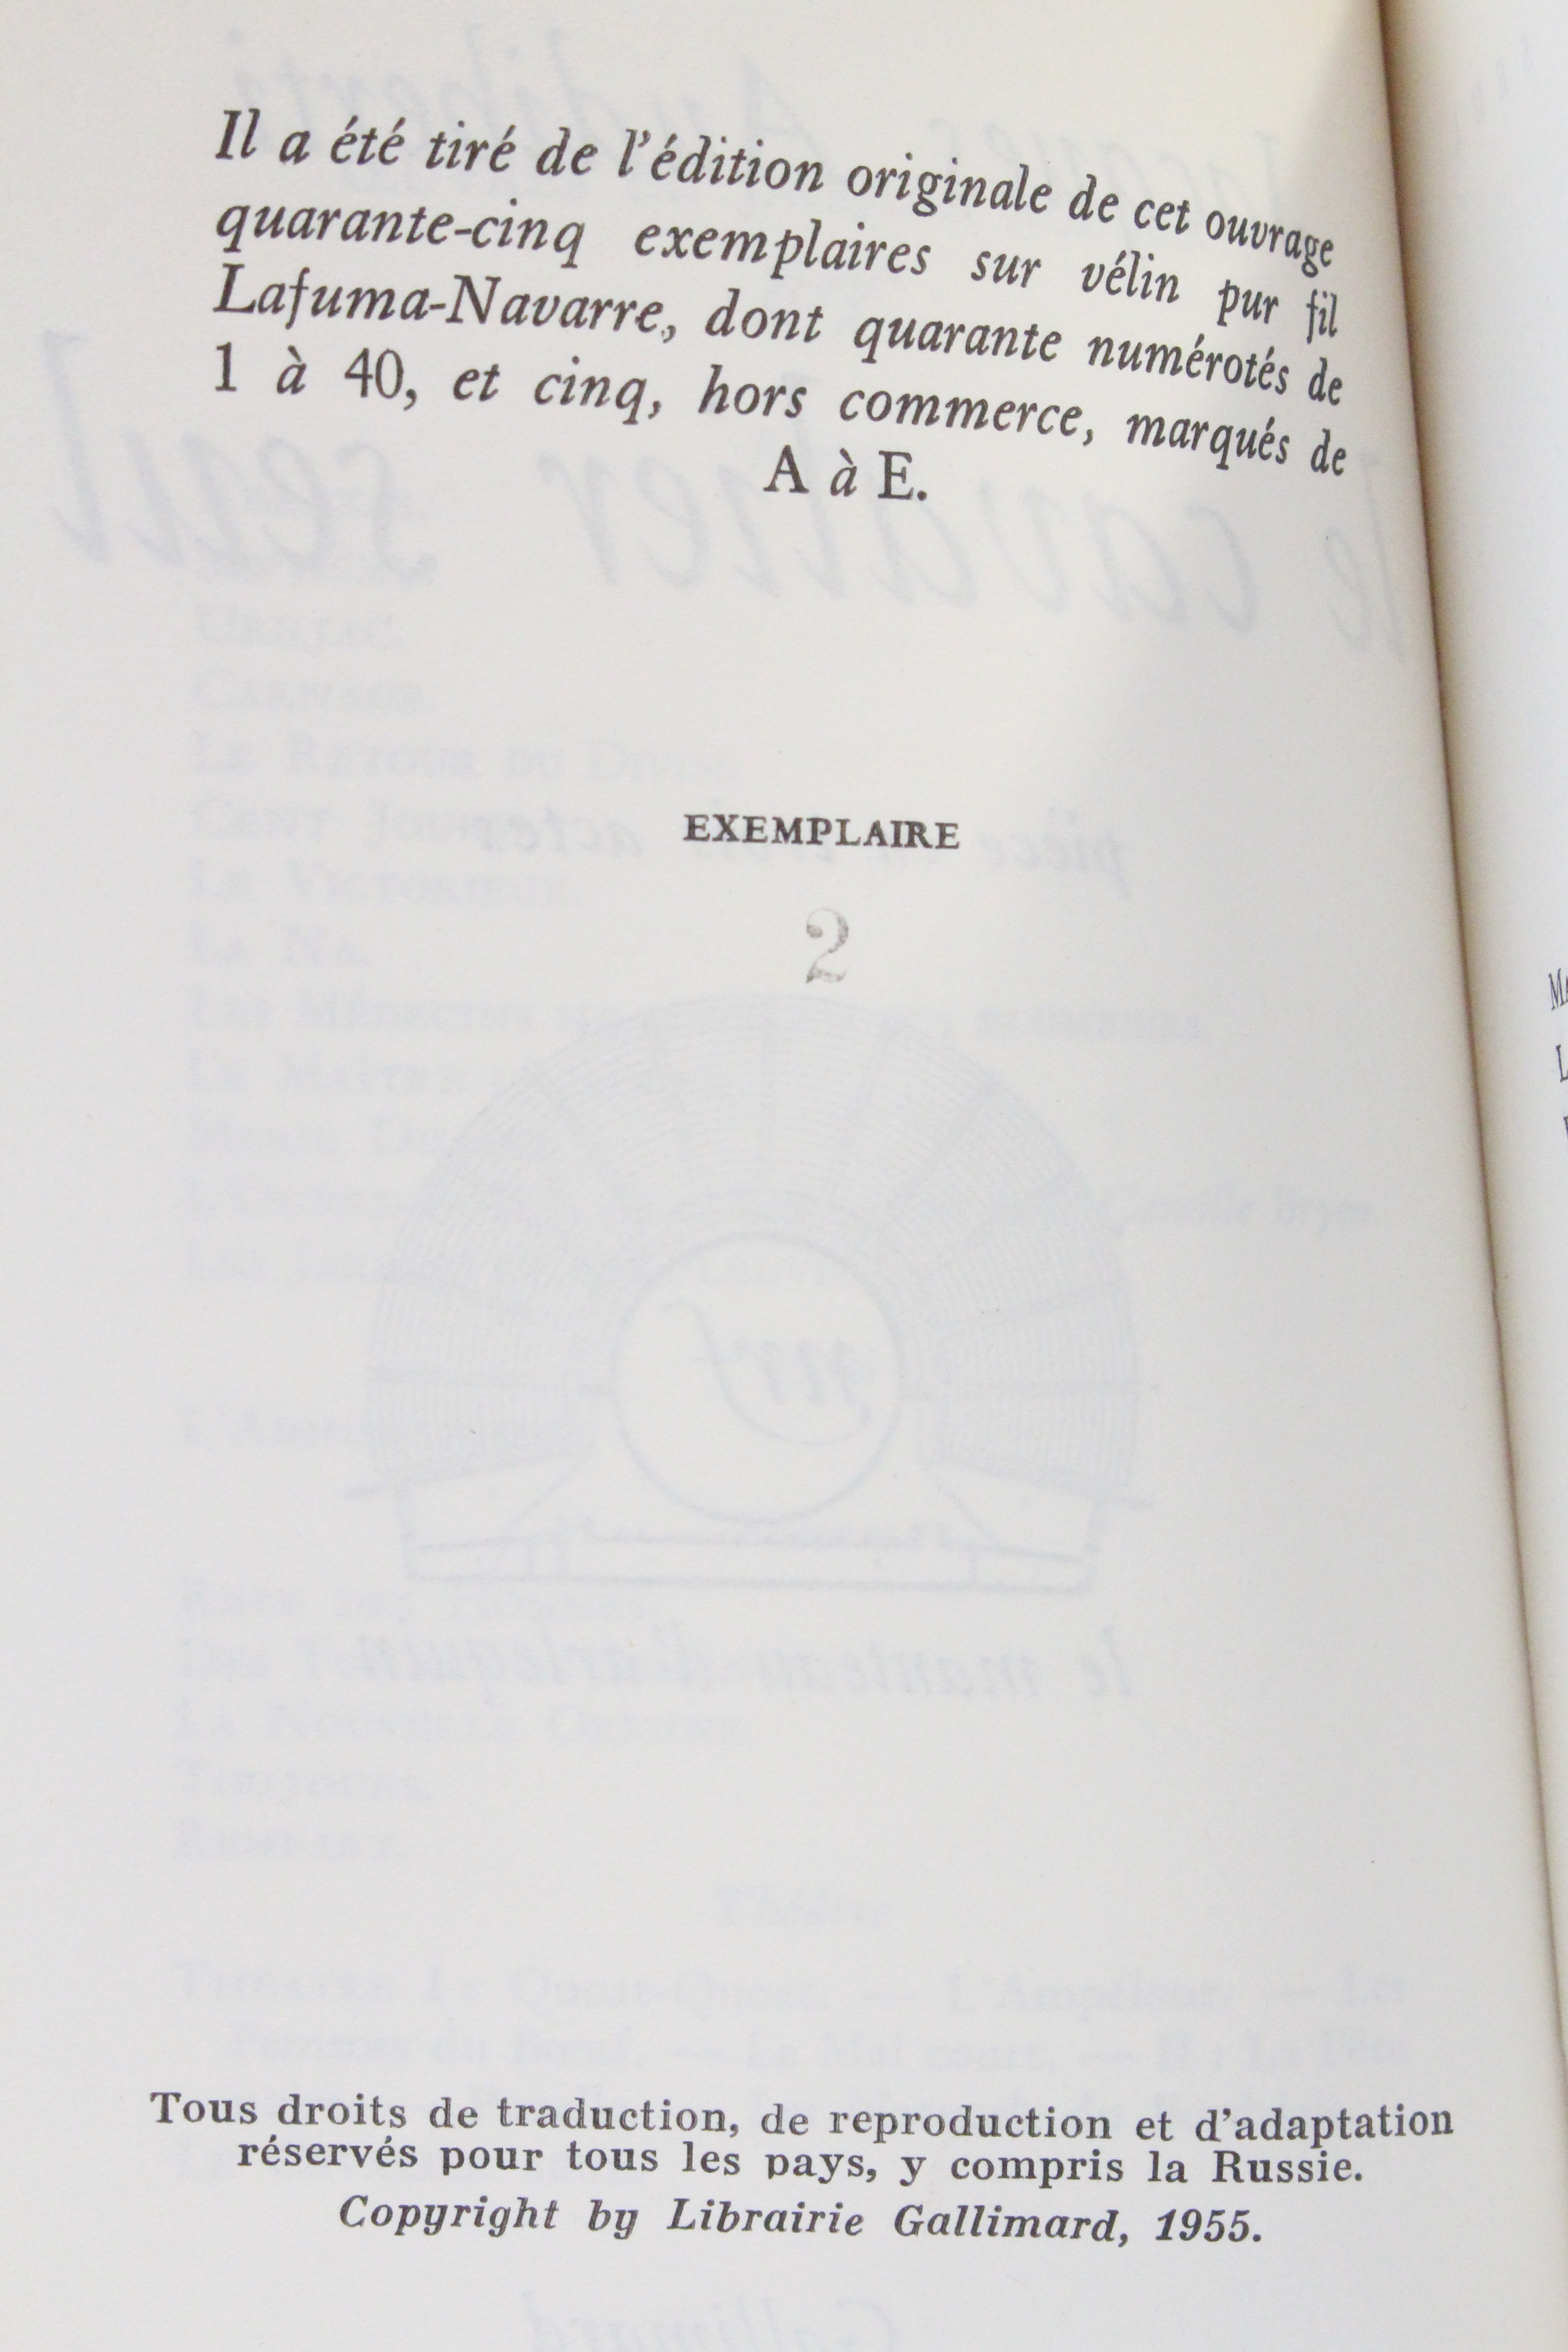 Il a été tiré de l'édition originale de cet ouvrage
quarante-cinq exemplaires sur vélin pur fil
Lafuma-Navarre, dont quarante numérotés de
1 à 40, et cinq, hors commerce, marqués de
A à E.
EXEMPLAIRE
2
Tous droits de traduction, de reproduction et d'adaptation
réservés pour tous les pays, y compris la Russie.
Copyright by Librairie Gallimard, 1955.